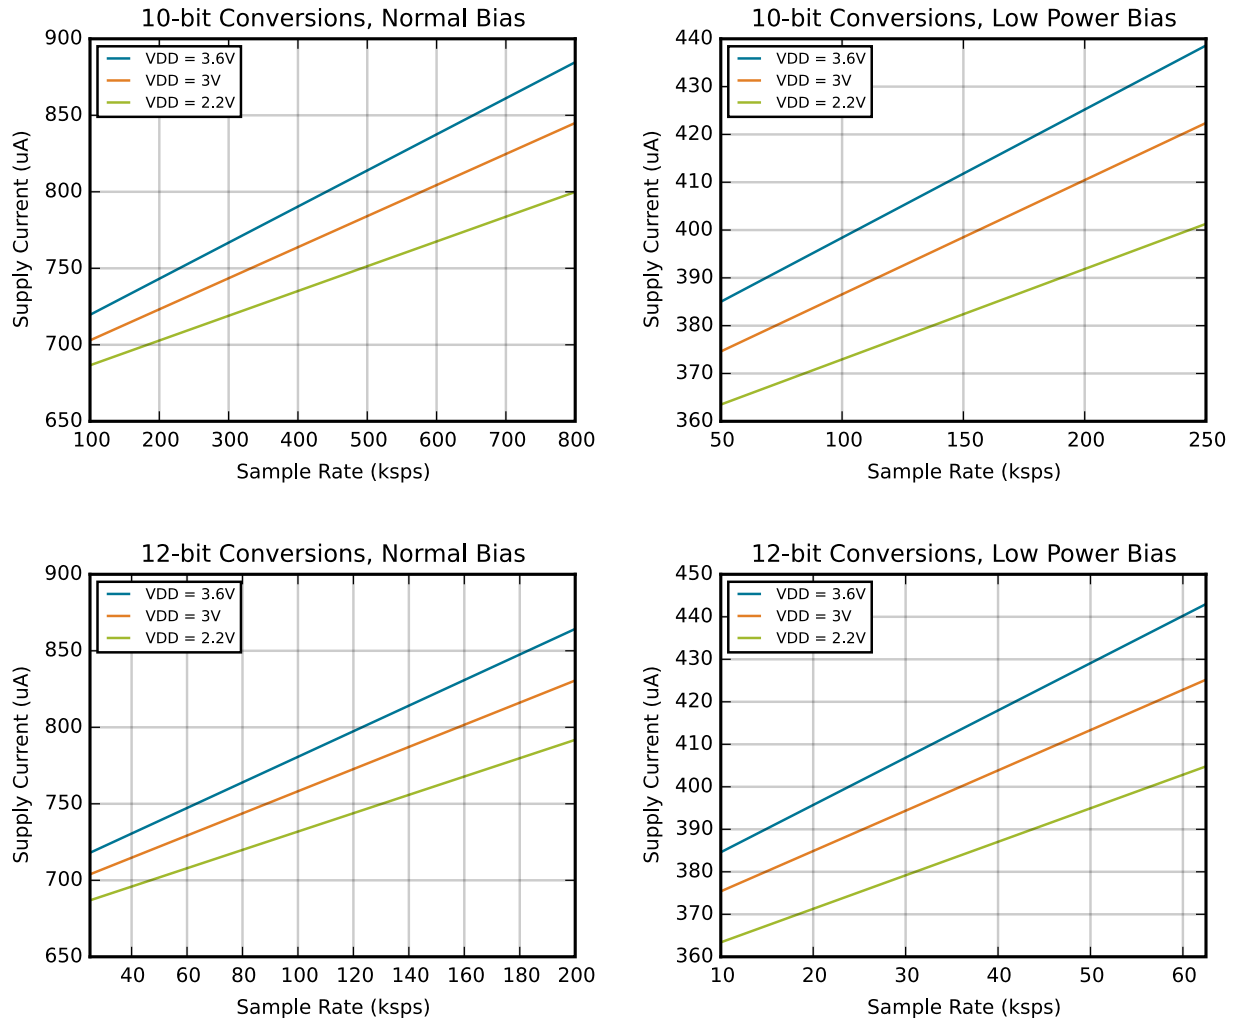 10-bit Conversions, Normal Bias
900
850
800
750
700
650
Supply Current (uA)
VDD = 3.6V
VDD = 3V
VDD = 2.2V
100 200 300 400 500 600 700 800
Sample Rate (ksps)
10-bit Conversions, Low Power Bias
440
430
420
410
400
390
380
370
360
Supply Current (uA)
VDD = 3.6V
VDD = 3V
VDD = 2.2V
50 100 150 200 250
Sample Rate (ksps)
12-bit Conversions, Normal Bias
900
850
800
750
700
650
Supply Current (uA)
VDD = 3.6V
VDD = 3V
VDD = 2.2V
40 60 80 100 120 140 160 180 200
Sample Rate (ksps)
12-bit Conversions, Low Power Bias
450
440
430
420
410
400
390
380
370
360
Supply Current (uA)
VDD = 3.6V
VDD = 3V
VDD = 2.2V
10 20 30 40 50 60
Sample Rate (ksps)